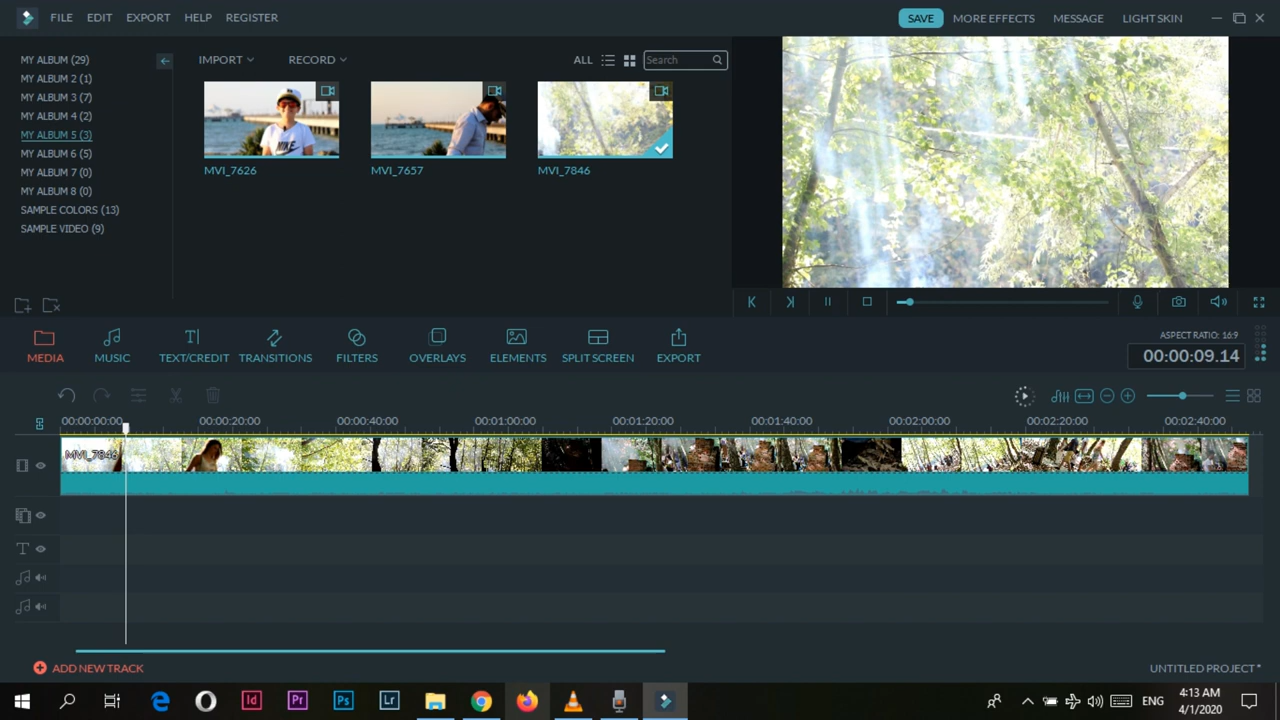 FILE EDIT EXPORT HELP REGISTER SAVE MORE EFFECTS MESSAGE LIGHT SKIN
MY ALBUM (29)
MY ALBUM 2 (1)
MY ALBUM 3 (7)
MY ALBUM 4 (2)
MY ALBUM 5 (3)
MY ALBUM 6 (5)
MY ALBUM 7 (0)
MY ALBUM 8 (0)
SAMPLE COLORS (13)
SAMPLE VIDEO (9)
IMPORT RECORD ALL Search
NIKE
MVI_7626 MVI_7657 MVI_7846
MEDIA MUSIC TEXT/CREDIT TRANSITIONS FILTERS OVERLAYS ELEMENTS SPLIT SCREEN EXPORT
ASPECT RATIO: 16:9
00:00:09.14
00:00:00:00 00:00:20:00 00:00:40:00 00:01:00:00 00:01:20:00 00:01:40:00 00:02:00:00 00:02:20:00 00:02:40:00
MVI_7846
ADD NEW TRACK UNTITLED PROJECT*
Id Pr Ps Lr ENG 4:13 AM
4/1/2020